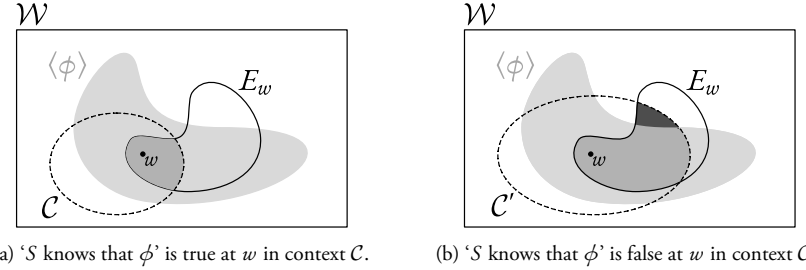 𝒲
𝒲
⟨ϕ⟩
E_w
⟨ϕ⟩
E_w
w
w
𝒞
𝒞′
a) ‘S knows that ϕ’ is true at w in context 𝒞.
(b) ‘S knows that ϕ’ is false at w in context 𝒞